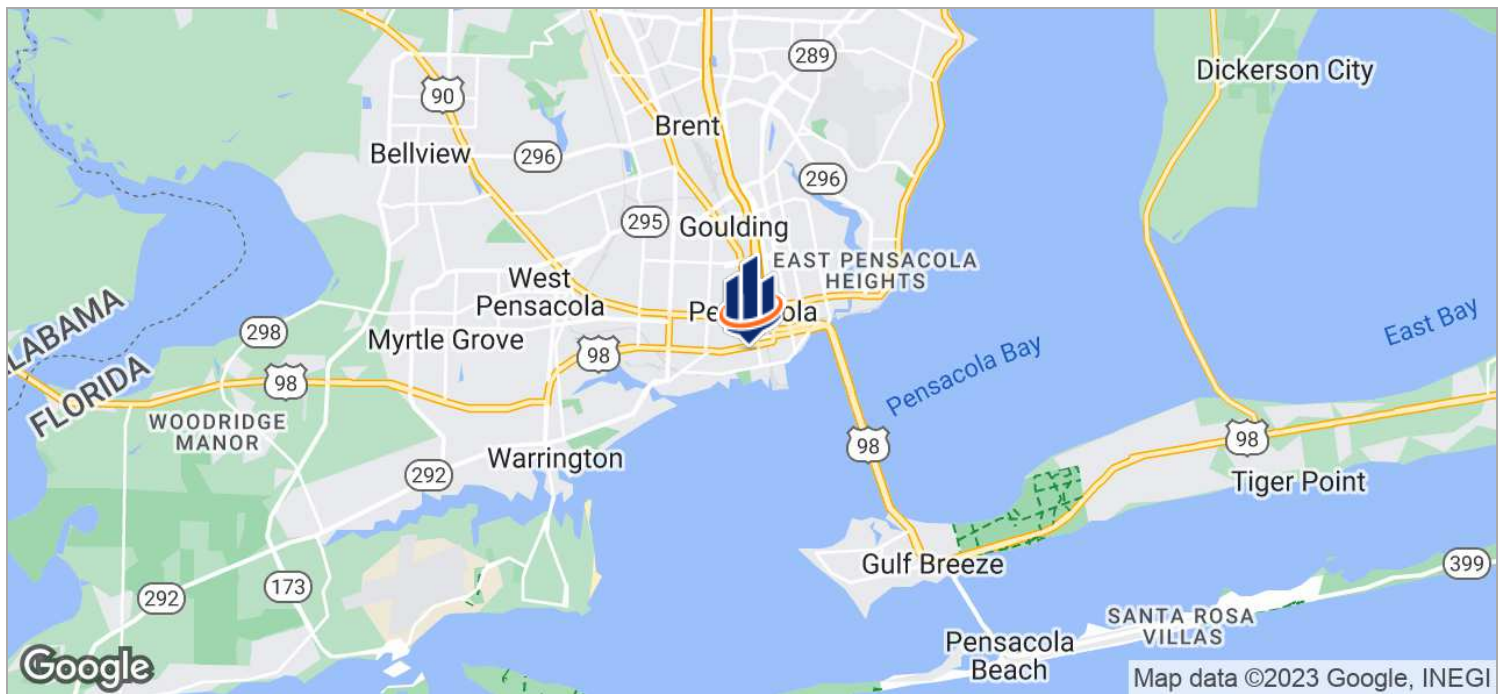 289
Dickerson City
90
Brent
Bellview
296
296
295
Goulding
EAST PENSACOLA
HEIGHTS
West
Pensacola
East Bay
ALABAMA
298
Myrtle Grove
98
Pensacola Bay
98
FLORIDA
WOODRIDGE
MANOR
98
98
Warrington
292
Tiger Point
Gulf Breeze
399
173
292
SANTA ROSA
VILLAS
Pensacola
Beach
Google
Map data ©2023 Google, INEGI